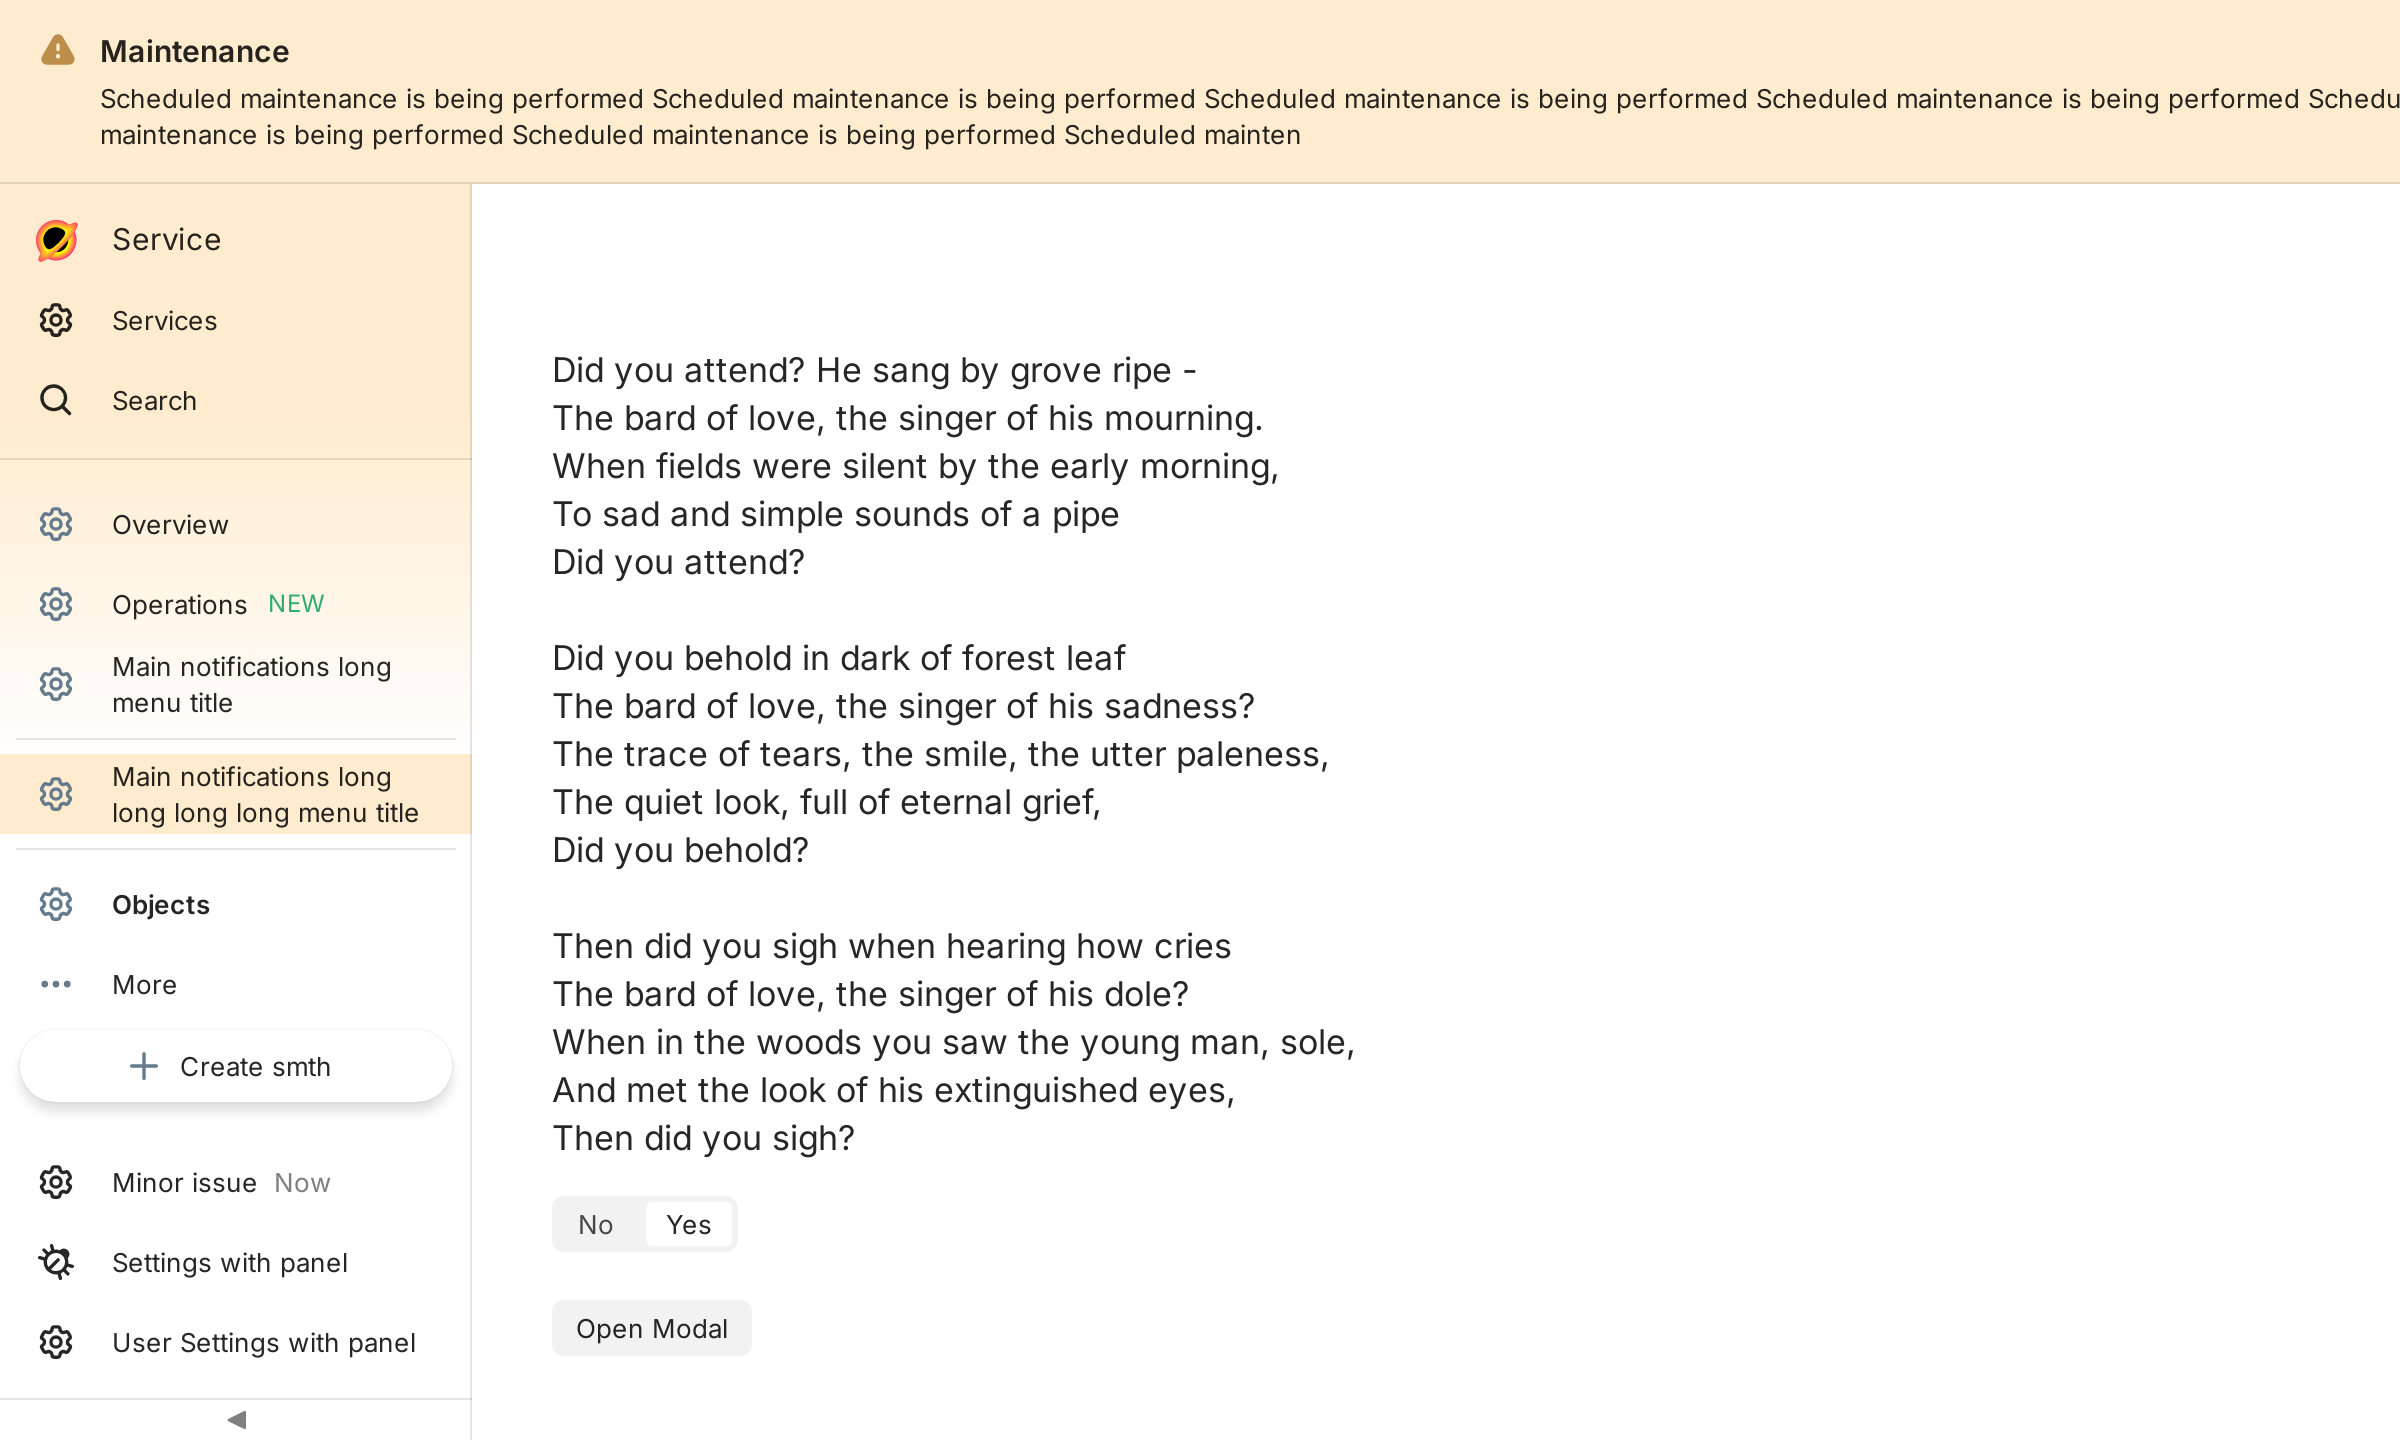 Maintenance
Scheduled maintenance is being performed Scheduled maintenance is being performed Scheduled maintenance is being performed Scheduled maintenance is being performed Schedu
maintenance is being performed Scheduled maintenance is being performed Scheduled mainten
Service
Services
Search
Overview
Operations NEW
Main notifications long
menu title
Main notifications long
long long long menu title
Objects
More
Create smth
Minor issue Now
Settings with panel
User Settings with panel
Did you attend? He sang by grove ripe -
The bard of love, the singer of his mourning.
When fields were silent by the early morning,
To sad and simple sounds of a pipe
Did you attend?
Did you behold in dark of forest leaf
The bard of love, the singer of his sadness?
The trace of tears, the smile, the utter paleness,
The quiet look, full of eternal grief,
Did you behold?
Then did you sigh when hearing how cries
The bard of love, the singer of his dole?
When in the woods you saw the young man, sole,
And met the look of his extinguished eyes,
Then did you sigh?
No Yes
Open Modal